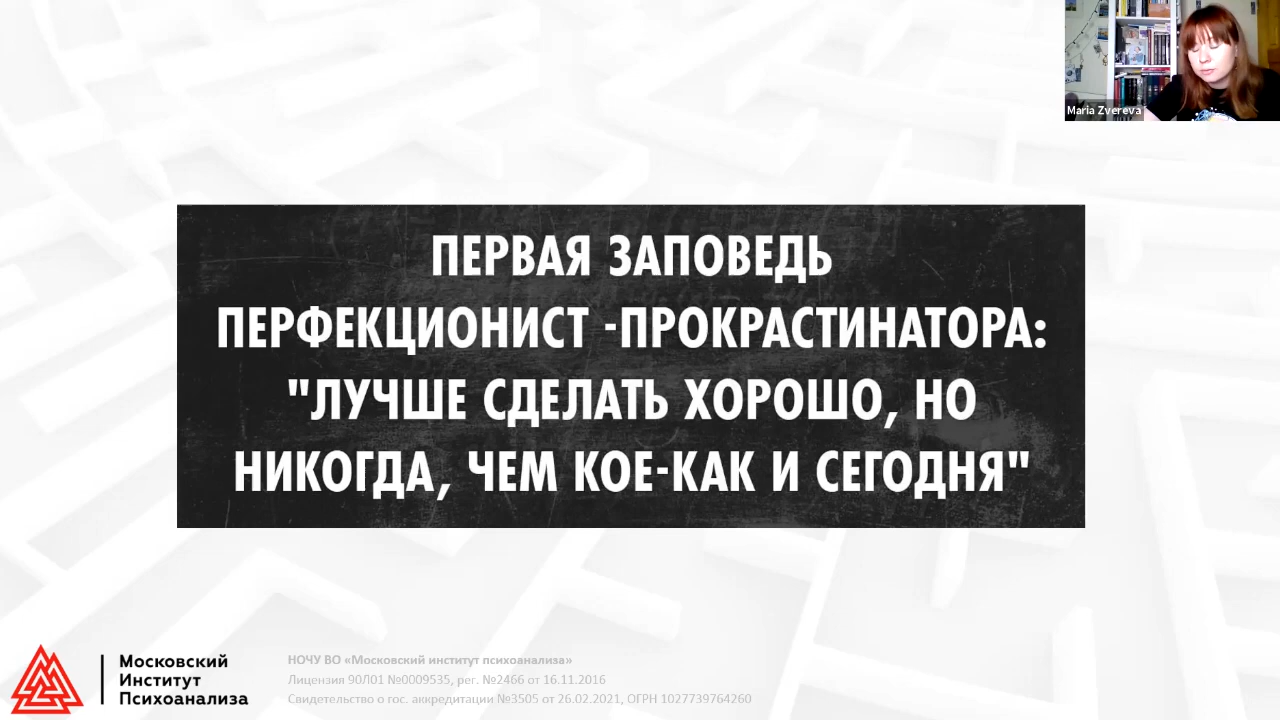 Maria Zvereva
ПЕРВАЯ ЗАПОВЕДЬ
ПЕРФЕКЦИОНИСТ -ПРОКРАСТИНАТОРА:
"ЛУЧШЕ СДЕЛАТЬ ХОРОШО, НО
НИКОГДА, ЧЕМ КОЕ-КАК И СЕГОДНЯ"
Московский
Институт
Психоанализа
НОЧУ ВО «Московский институт психоанализа»
Лицензия 90Л01 №0009535, рег. №2466 от 16.11.2016
Свидетельство о гос. аккредитации №3505 от 26.02.2021, ОГРН 1027739764260